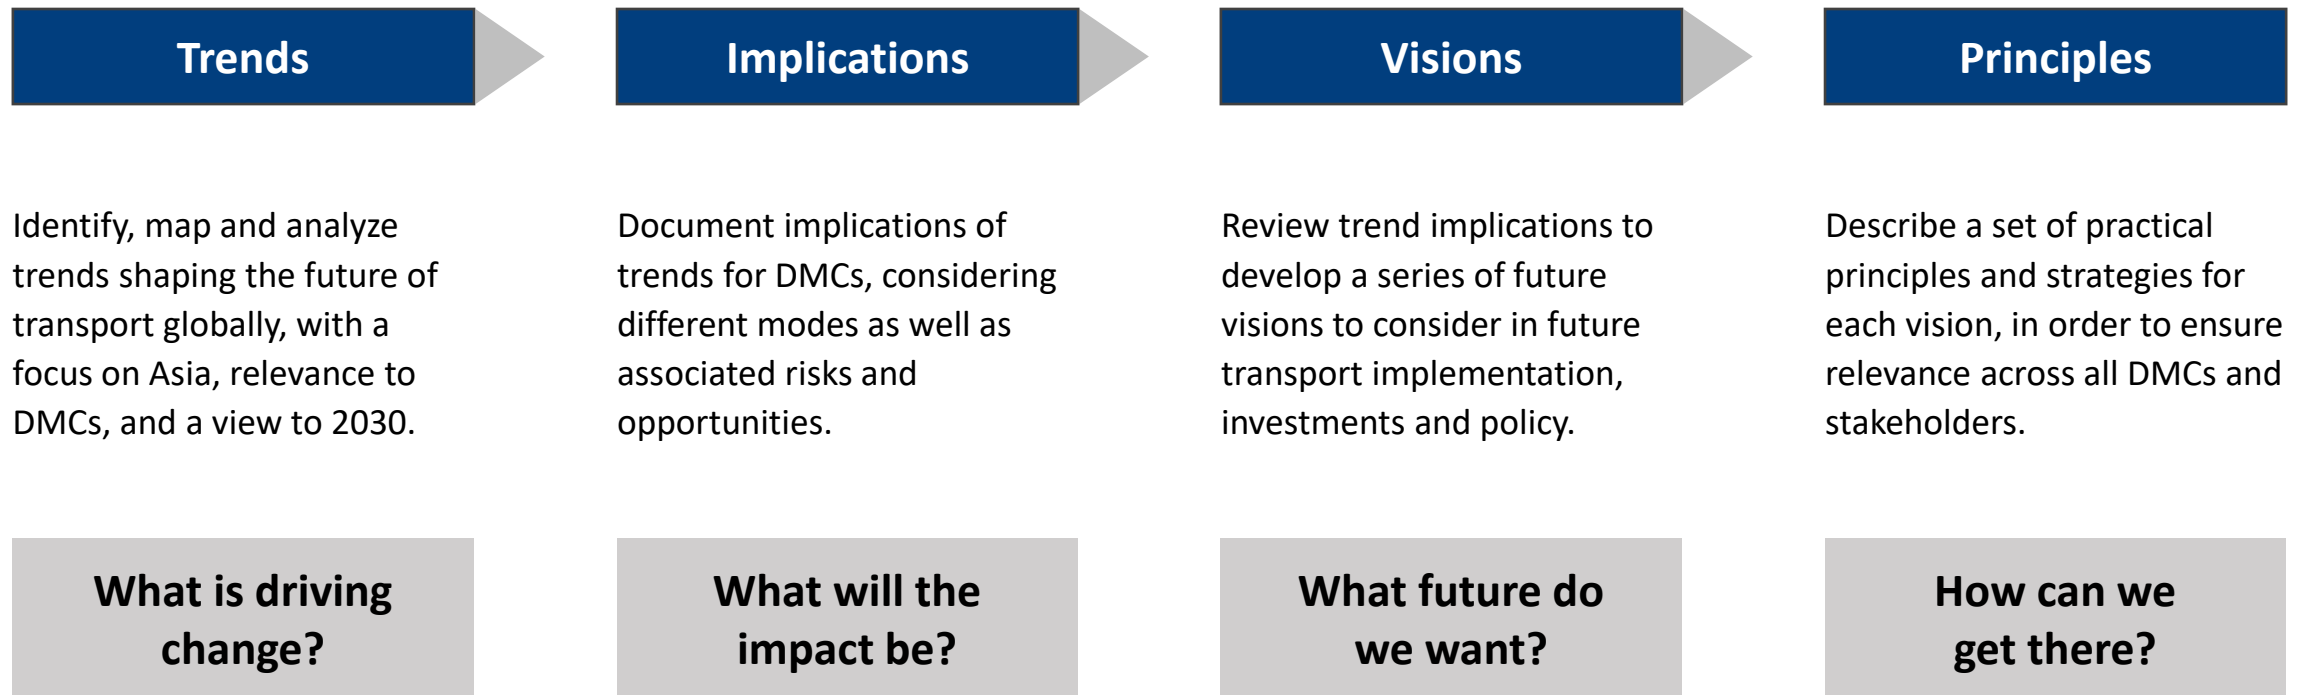 Trends
Identify, map and analyze
trends shaping the future of
transport globally, with a
focus on Asia, relevance to
DMCs, and a view to 2030.
What is driving
change?
Implications
Document implications of
trends for DMCs, considering
different modes as well as
associated risks and
opportunities.
What will the
impact be?
Visions
Review trend implications to
develop a series of future
visions to consider in future
transport implementation,
investments and policy.
What future do
we want?
Principles
Describe a set of practical
principles and strategies for
each vision, in order to ensure
relevance across all DMCs and
stakeholders.
How can we
get there?